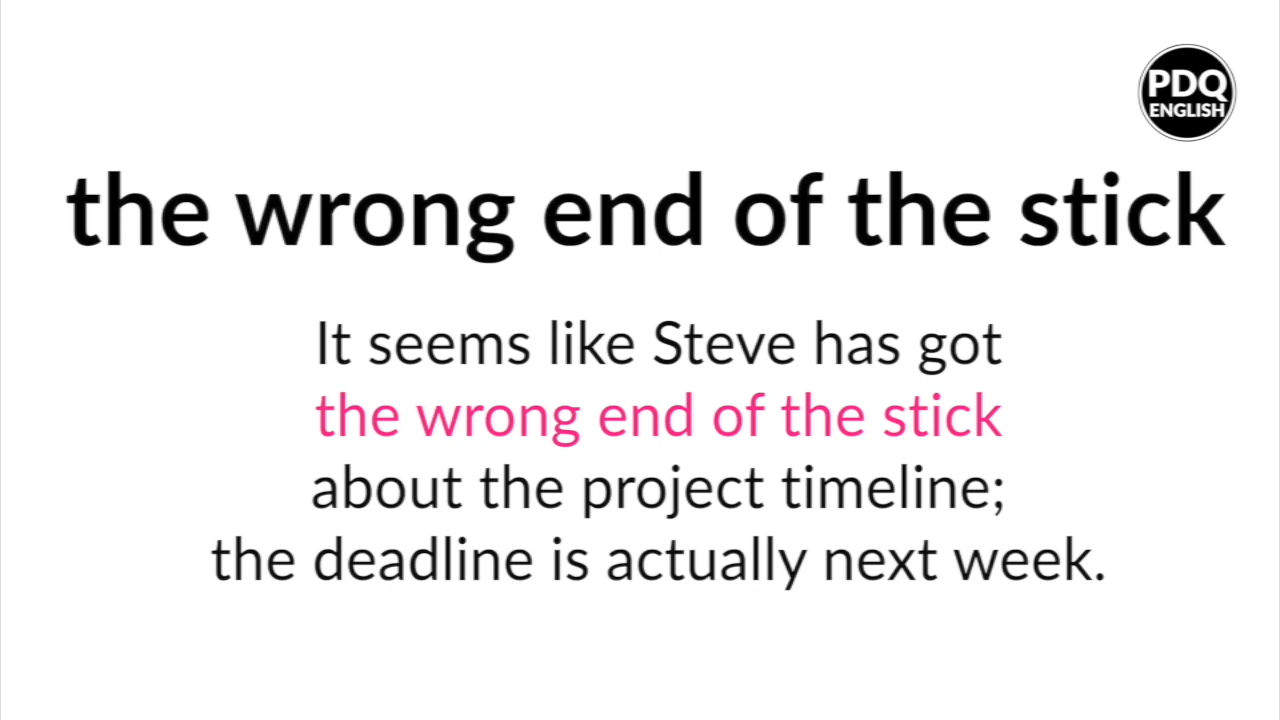 PDQ
ENGLISH
the wrong end of the stick
It seems like Steve has got
the wrong end of the stick
about the project timeline;
the deadline is actually next week.